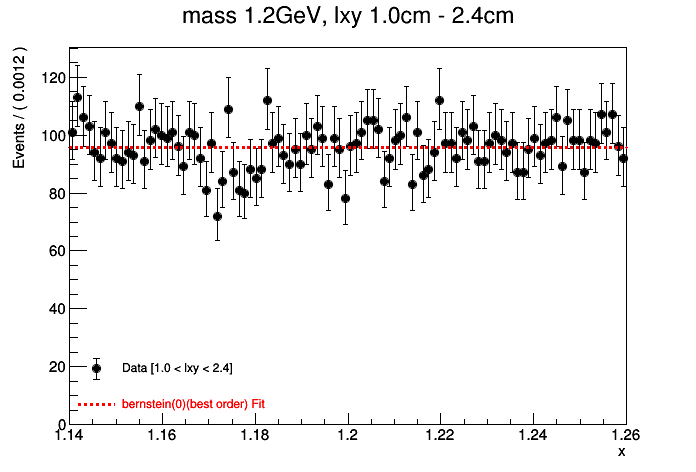 mass 1.2GeV, lxy 1.0cm - 2.4cm
Events / ( 0.0012 )
120
100
80
60
40
20
0
Data [1.0 < lxy < 2.4]
bernstein(0)(best order) Fit
1.14 1.16 1.18 1.2 1.22 1.24 1.26
x